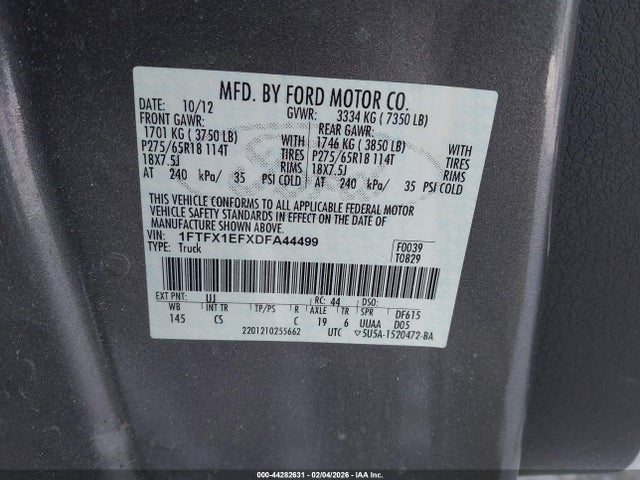 MFD. BY FORD MOTOR CO.
DATE: 10/12 GVWR: 3334 KG ( 7350 LB)
FRONT GAWR: REAR GAWR:
1701 KG ( 3750 LB) WITH 1746 KG ( 3850 LB) WITH
P275/65R18 114T TIRES P275/65R18 114T TIRES
18X7.5J RIMS 18X7.5J RIMS
AT 240 kPa/ 35 PSI COLD AT 240 kPa/ 35 PSI COLD
THIS VEHICLE CONFORMS TO ALL APPLICABLE FEDERAL MOTOR
VEHICLE SAFETY STANDARDS IN EFFECT ON THE DATE OF
MANUFACTURE SHOWN ABOVE.
VIN: 1FTFX1EFXDFA44499 F0039
TYPE: Truck T0829
EXT PNT: UJ RC: 44 DSO:
WB INT TR TP/PS R AXLE TR SPR DF615
145 CS C 19 6 UUAA D05
2201210255662 UTC 5U5A-1520472-BA
000-44282631 - 02/04/2026 - IAA Inc.